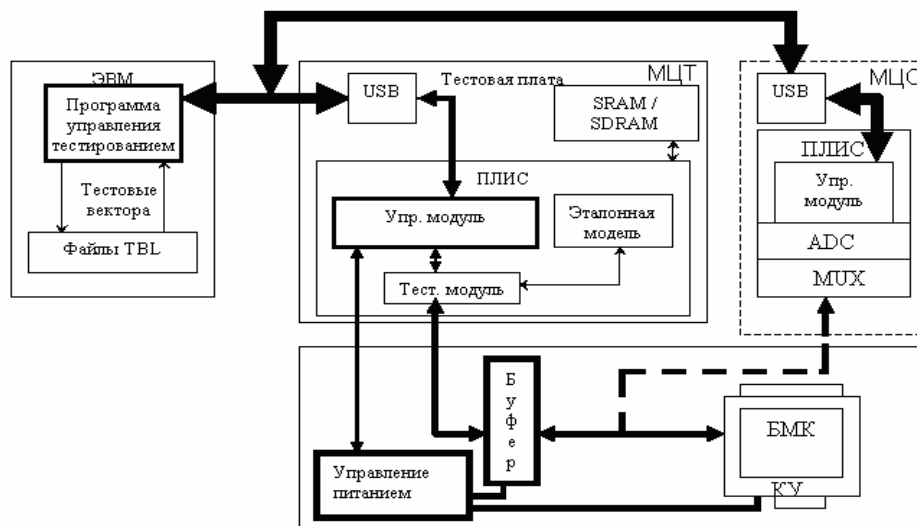 ЭВМ
Программа
управления
тестированием
Тестовые
вектора
Файлы TBL
МЦТ
USB
Тестовая плата
SRAM /
SDRAM
ПЛИС
Упр. модуль
Эталонная
модель
Тест. модуль
USB
ПЛИС
Упр.
модуль
ADC
MUX
Б
у
ф
е
р
Управление
питанием
БМК
КУ